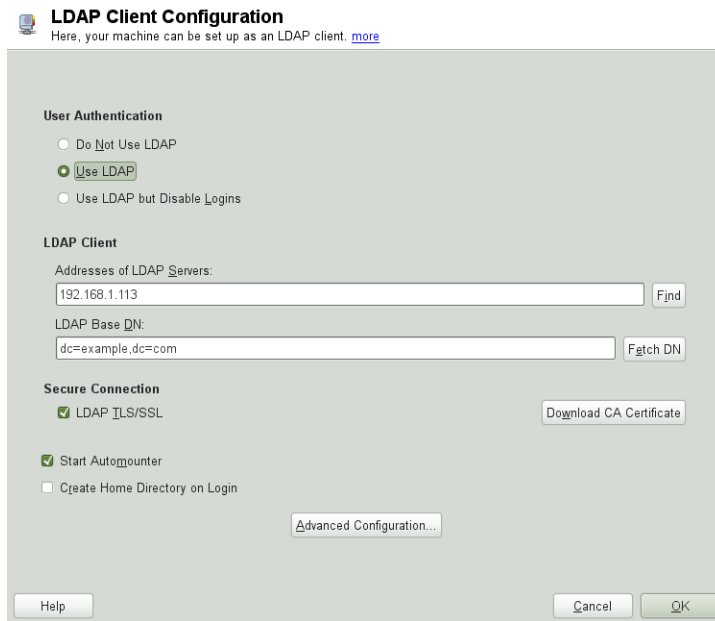 LDAP Client Configuration
Here, your machine can be set up as an LDAP client. more
User Authentication
Do Not Use LDAP
Use LDAP
Use LDAP but Disable Logins
LDAP Client
Addresses of LDAP Servers:
192.168.1.113
Find
LDAP Base DN:
dc=example,dc=com
Fetch DN
Secure Connection
LDAP TLS/SSL
Download CA Certificate
Start Automounter
Create Home Directory on Login
Advanced Configuration...
Help
Cancel
OK